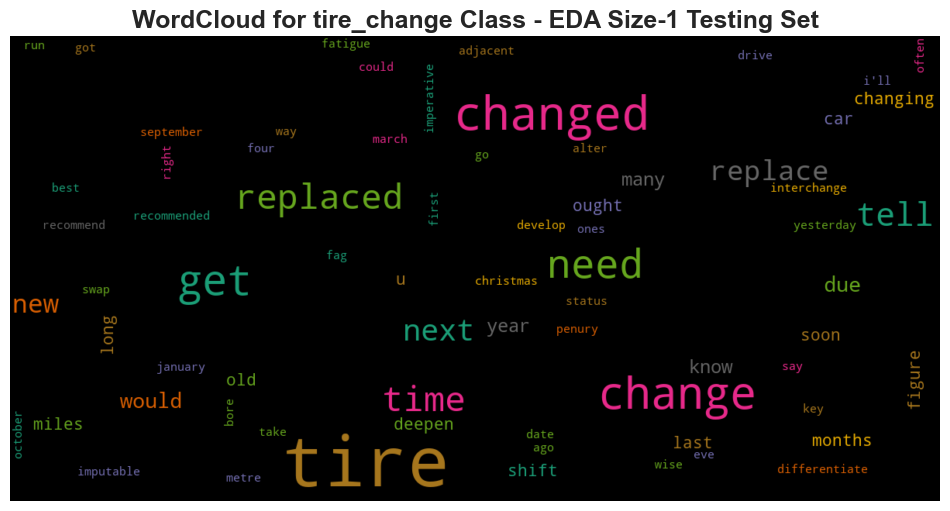 WordCloud for tire_change Class - EDA Size-1 Testing Set
run
got
fatigue
adjacent
drive
often
could
i'll
imperative
changing
changed
car
september
way
march
four
right
go
alter
many
replace
best
replaced
interchange
recommend
recommended
first
ought
develop
ones
tell
yesterday
fag
need
get
u
christmas
due
swap
new
status
long
next
year
penury
soon
january
old
know
say
figure
would
time
change
bore
key
october
miles
take
deepen
date
ago
last
months
tire
shift
eve
wise
imputable
metre
differentiate